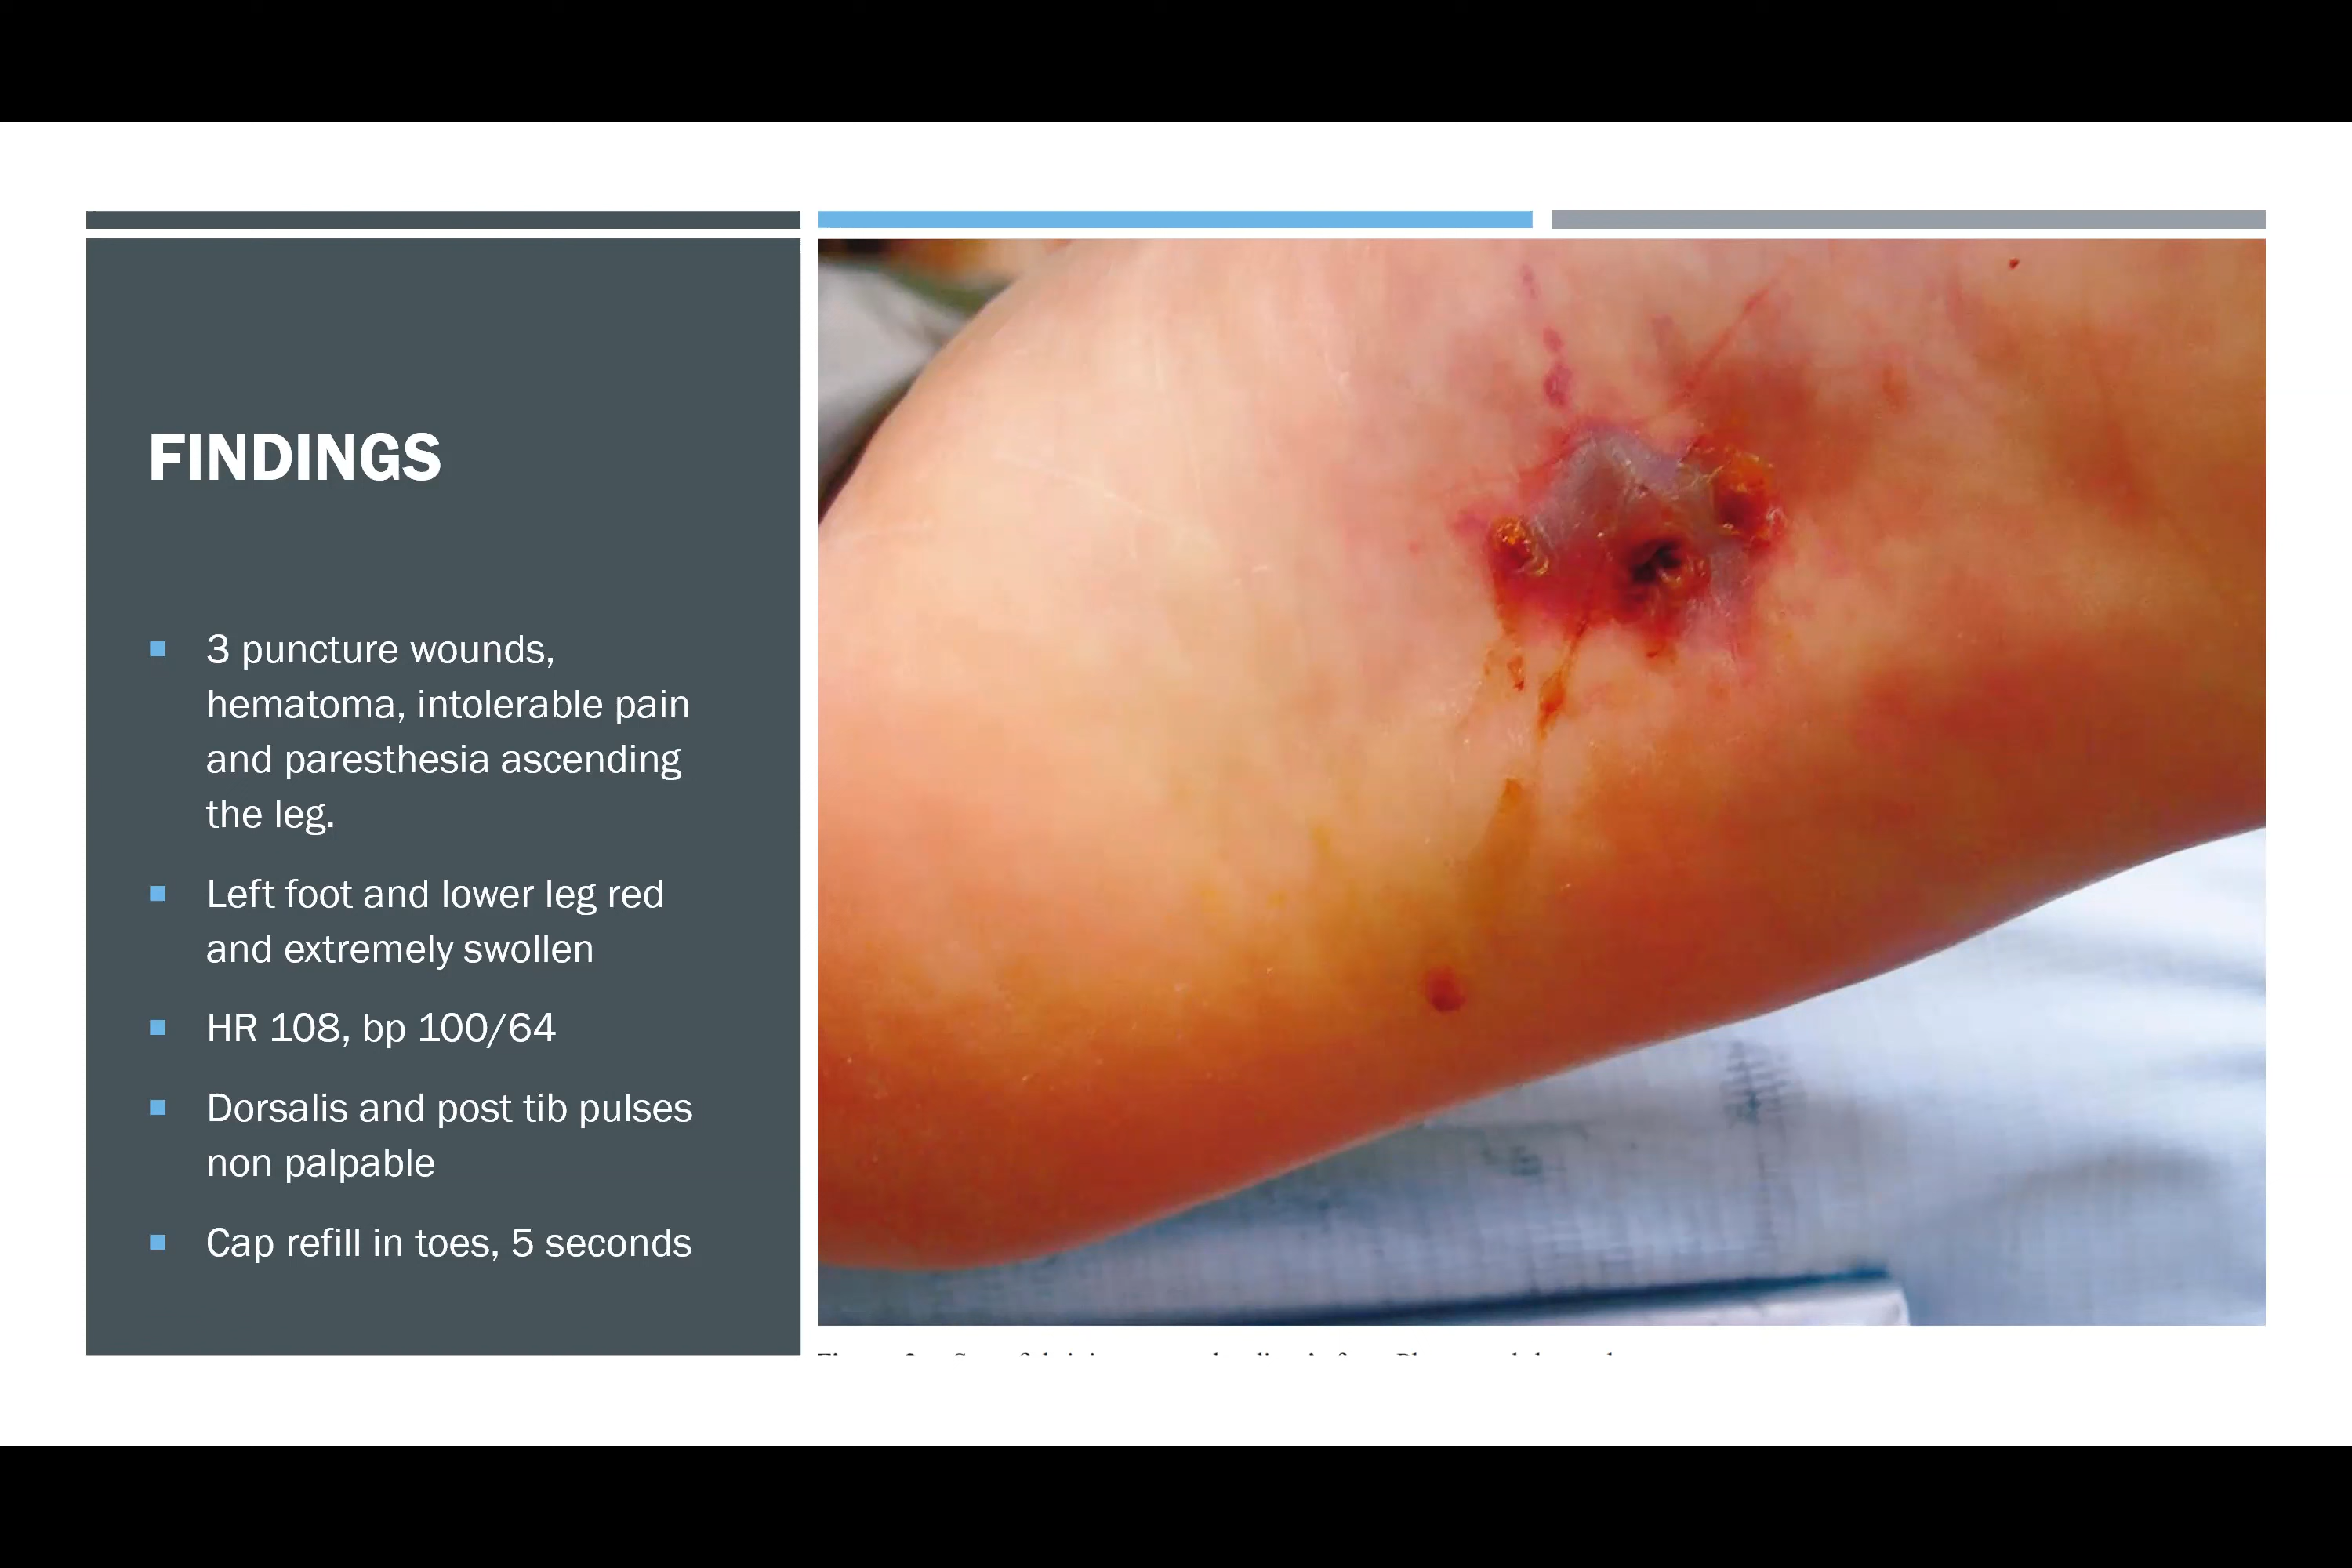 FINDINGS
3 puncture wounds,
hematoma, intolerable pain
and paresthesia ascending
the leg.
Left foot and lower leg red
and extremely swollen
HR 108, bp 100/64
Dorsalis and post tib pulses
non palpable
Cap refill in toes, 5 seconds